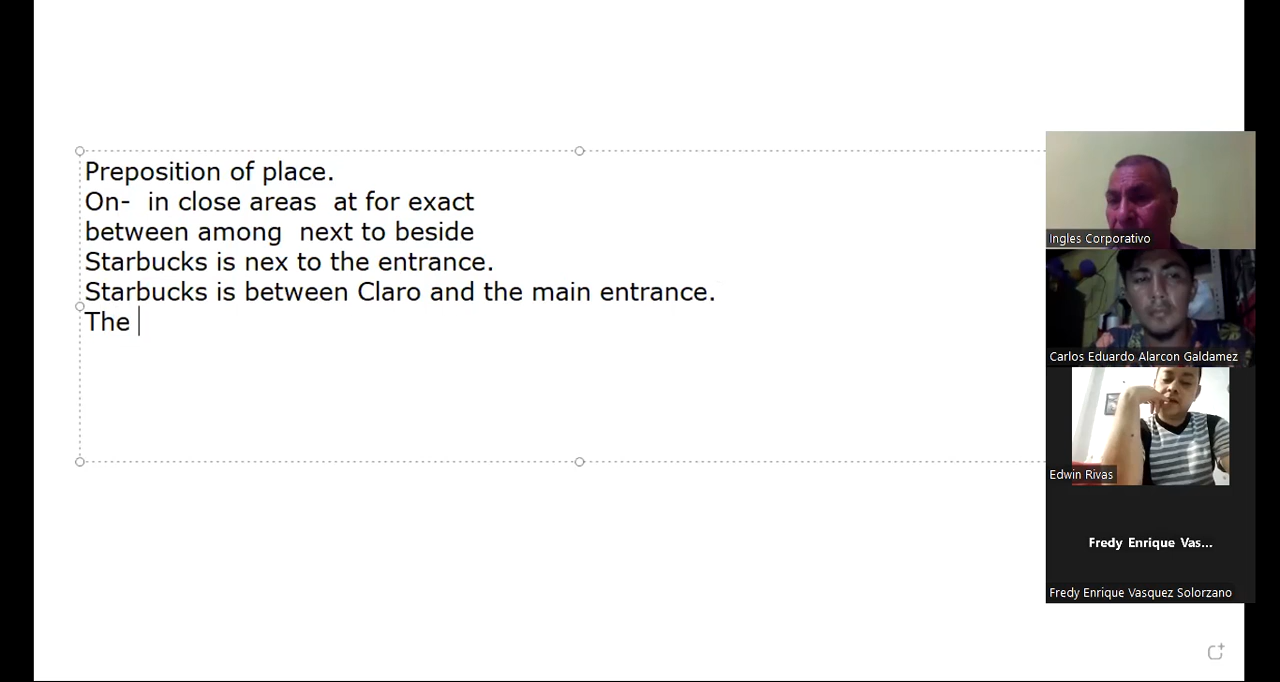 Preposition of place.
On-  in close areas  at for exact
between among  next to beside
Starbucks is nex to the entrance.
Starbucks is between Claro and the main entrance.
The
Ingles Corporativo
Carlos Eduardo Alarcon Galdamez
Edwin Rivas
Fredy Enrique Vas...
Fredy Enrique Vasquez Solorzano